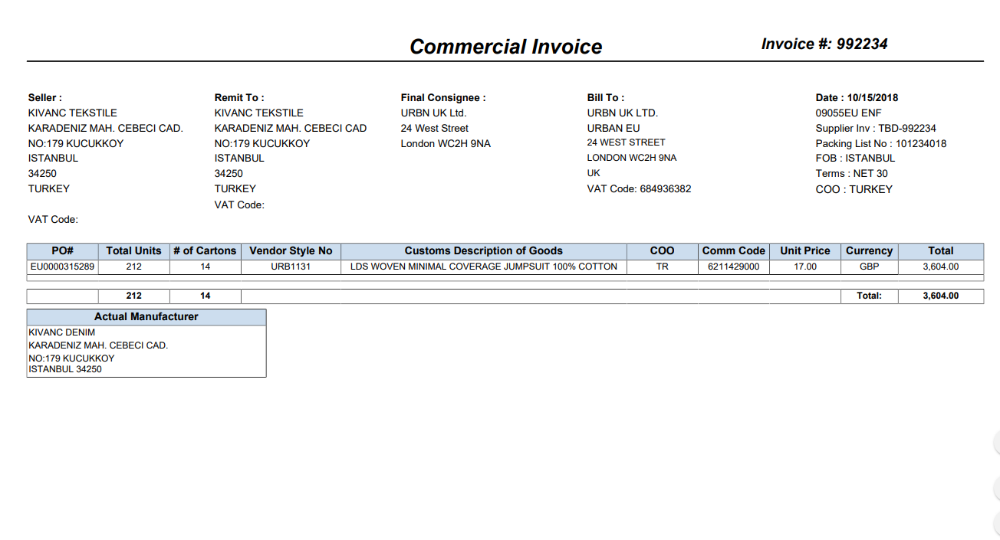 Commercial Invoice
Invoice #: 992234
Seller :
KIVANC TEKSTILE
KARADENIZ MAH. CEBECI CAD.
NO:179 KUCUKKOY
ISTANBUL
34250
TURKEY
VAT Code:
Remit To :
KIVANC TEKSTILE
KARADENIZ MAH. CEBECI CAD
NO:179 KUCUKKOY
ISTANBUL
34250
TURKEY
VAT Code:
Final Consignee :
URBN UK Ltd.
24 West Street
London WC2H 9NA
Bill To :
URBN UK LTD.
URBAN EU
24 WEST STREET
LONDON WC2H 9NA
UK
VAT Code: 684936382
Date : 10/15/2018
09055EU ENF
Supplier Inv : TBD-992234
Packing List No : 101234018
FOB : ISTANBUL
Terms : NET 30
COO : TURKEY
PO# Total Units # of Cartons Vendor Style No Customs Description of Goods COO Comm Code Unit Price Currency Total
EU0000315289 212 14 URB1131 LDS WOVEN MINIMAL COVERAGE JUMPSUIT 100% COTTON TR 6211429000 17.00 GBP 3,604.00
212 14 Total: 3,604.00
Actual Manufacturer
KIVANC DENIM
KARADENIZ MAH. CEBECI CAD.
NO:179 KUCUKKOY
ISTANBUL 34250